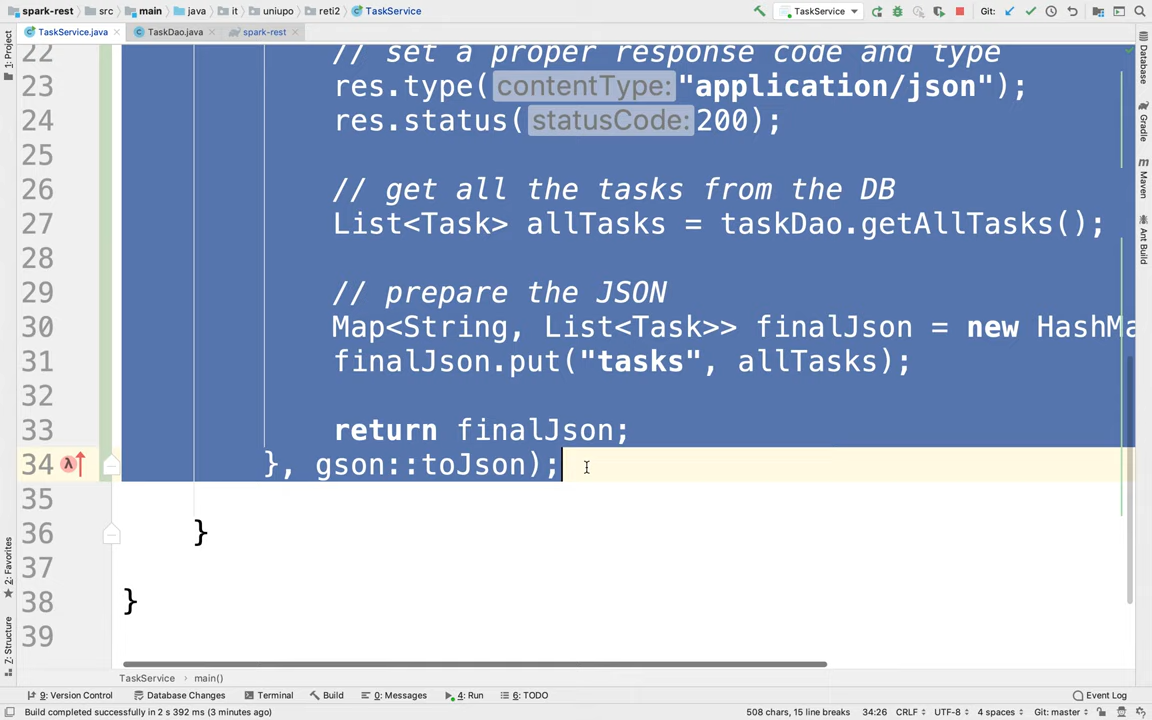 spark-rest src main java it uniupo reti2 TaskService TaskService Git:
TaskService.java TaskDao.java spark-rest
1: Project
Database
Gradle
Maven
Ant Build
2: Favorites
Z: Structure
22 // set a proper response code and type
23 res.type( contentType: "application/json");
24 res.status( statusCode: 200);
25
26 // get all the tasks from the DB
27 List<Task> allTasks = taskDao.getAllTasks();
28
29 // prepare the JSON
30 Map<String, List<Task>> finalJson = new HashMa
31 finalJson.put("tasks", allTasks);
32
33 return finalJson;
34 }, gson::toJson);
35
36 }
37
38 }
39
TaskService main()
9: Version Control Database Changes Terminal Build 0: Messages 4: Run 6: TODO Event Log
Build completed successfully in 2 s 392 ms (3 minutes ago) 508 chars, 15 line breaks 34:26 CRLF UTF-8 4 spaces Git: master